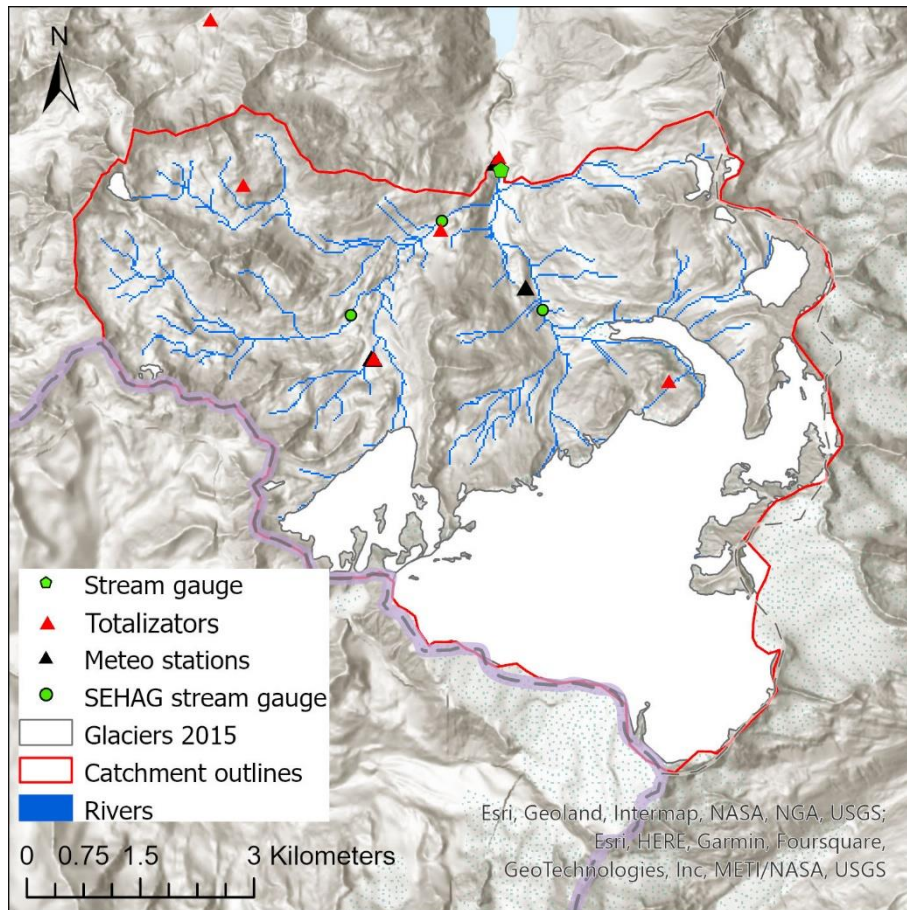 N
Stream gauge
Totalizators
Meteo stations
SEHAG stream gauge
Glaciers 2015
Catchment outlines
Rivers
0 0.75 1.5 3 Kilometers
Esri, Geoland, Intermap, NASA, NGA, USGS;
Esri, HERE, Garmin, Foursquare,
GeoTechnologies, Inc, METI/NASA, USGS